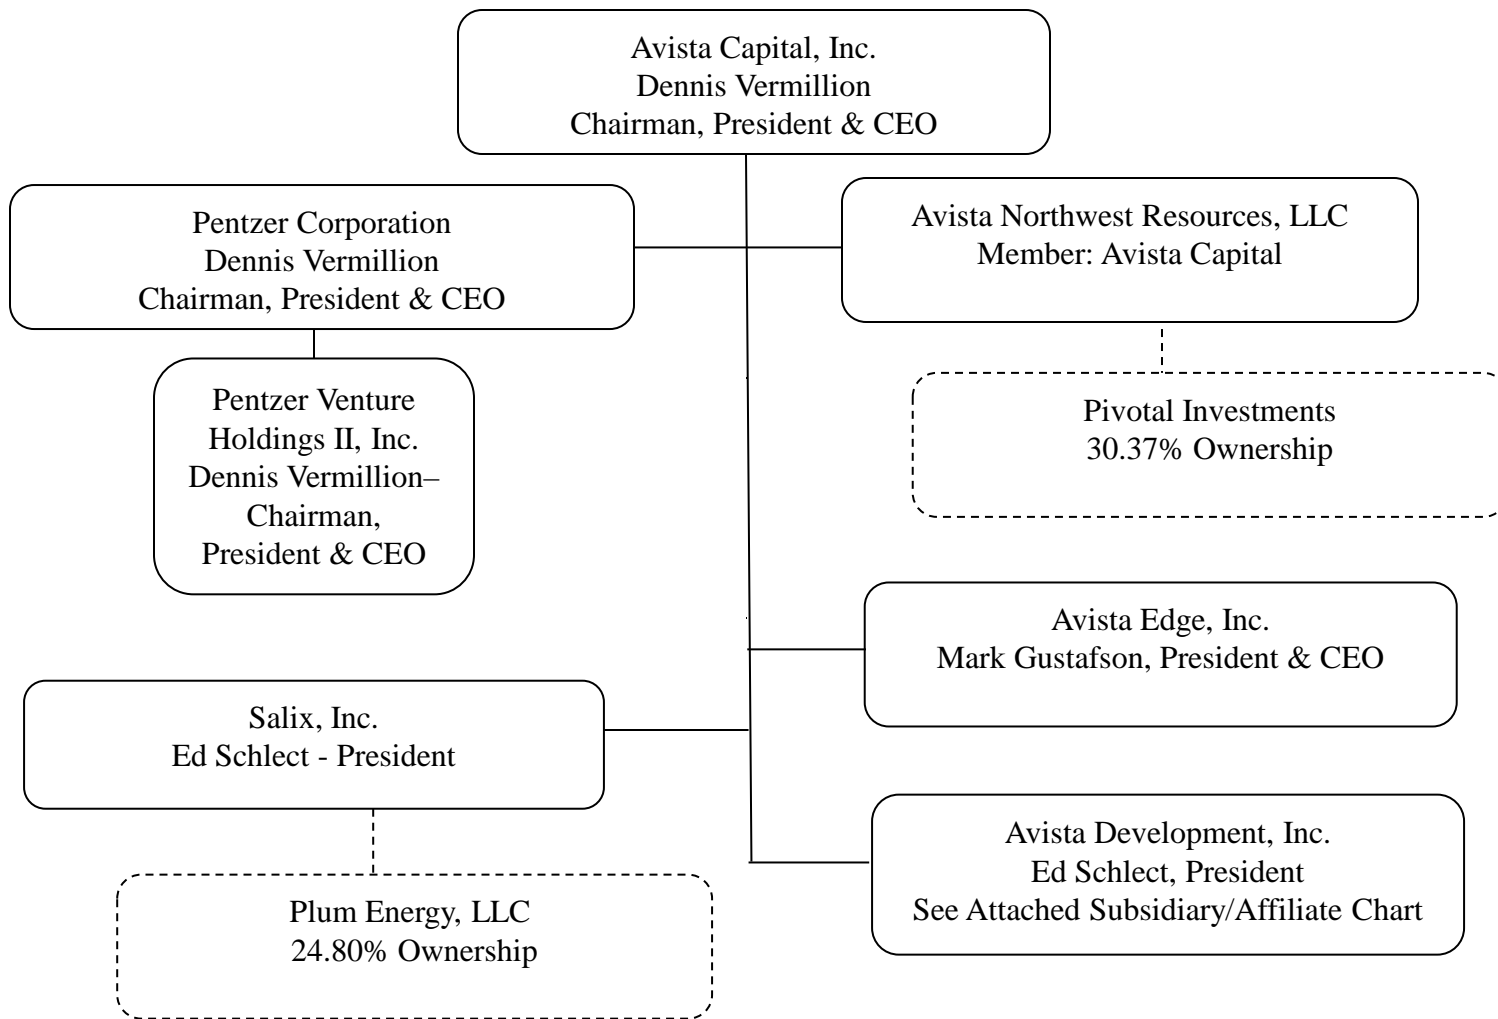 Avista Capital, Inc.
Dennis Vermillion
Chairman, President & CEO
Pentzer Corporation
Dennis Vermillion
Chairman, President & CEO
Avista Northwest Resources, LLC
Member: Avista Capital
Pentzer Venture
Holdings II, Inc.
Dennis Vermillion–
Chairman,
President & CEO
Pivotal Investments
30.37% Ownership
Avista Edge, Inc.
Mark Gustafson, President & CEO
Salix, Inc.
Ed Schlect - President
Avista Development, Inc.
Ed Schlect, President
See Attached Subsidiary/Affiliate Chart
Plum Energy, LLC
24.80% Ownership